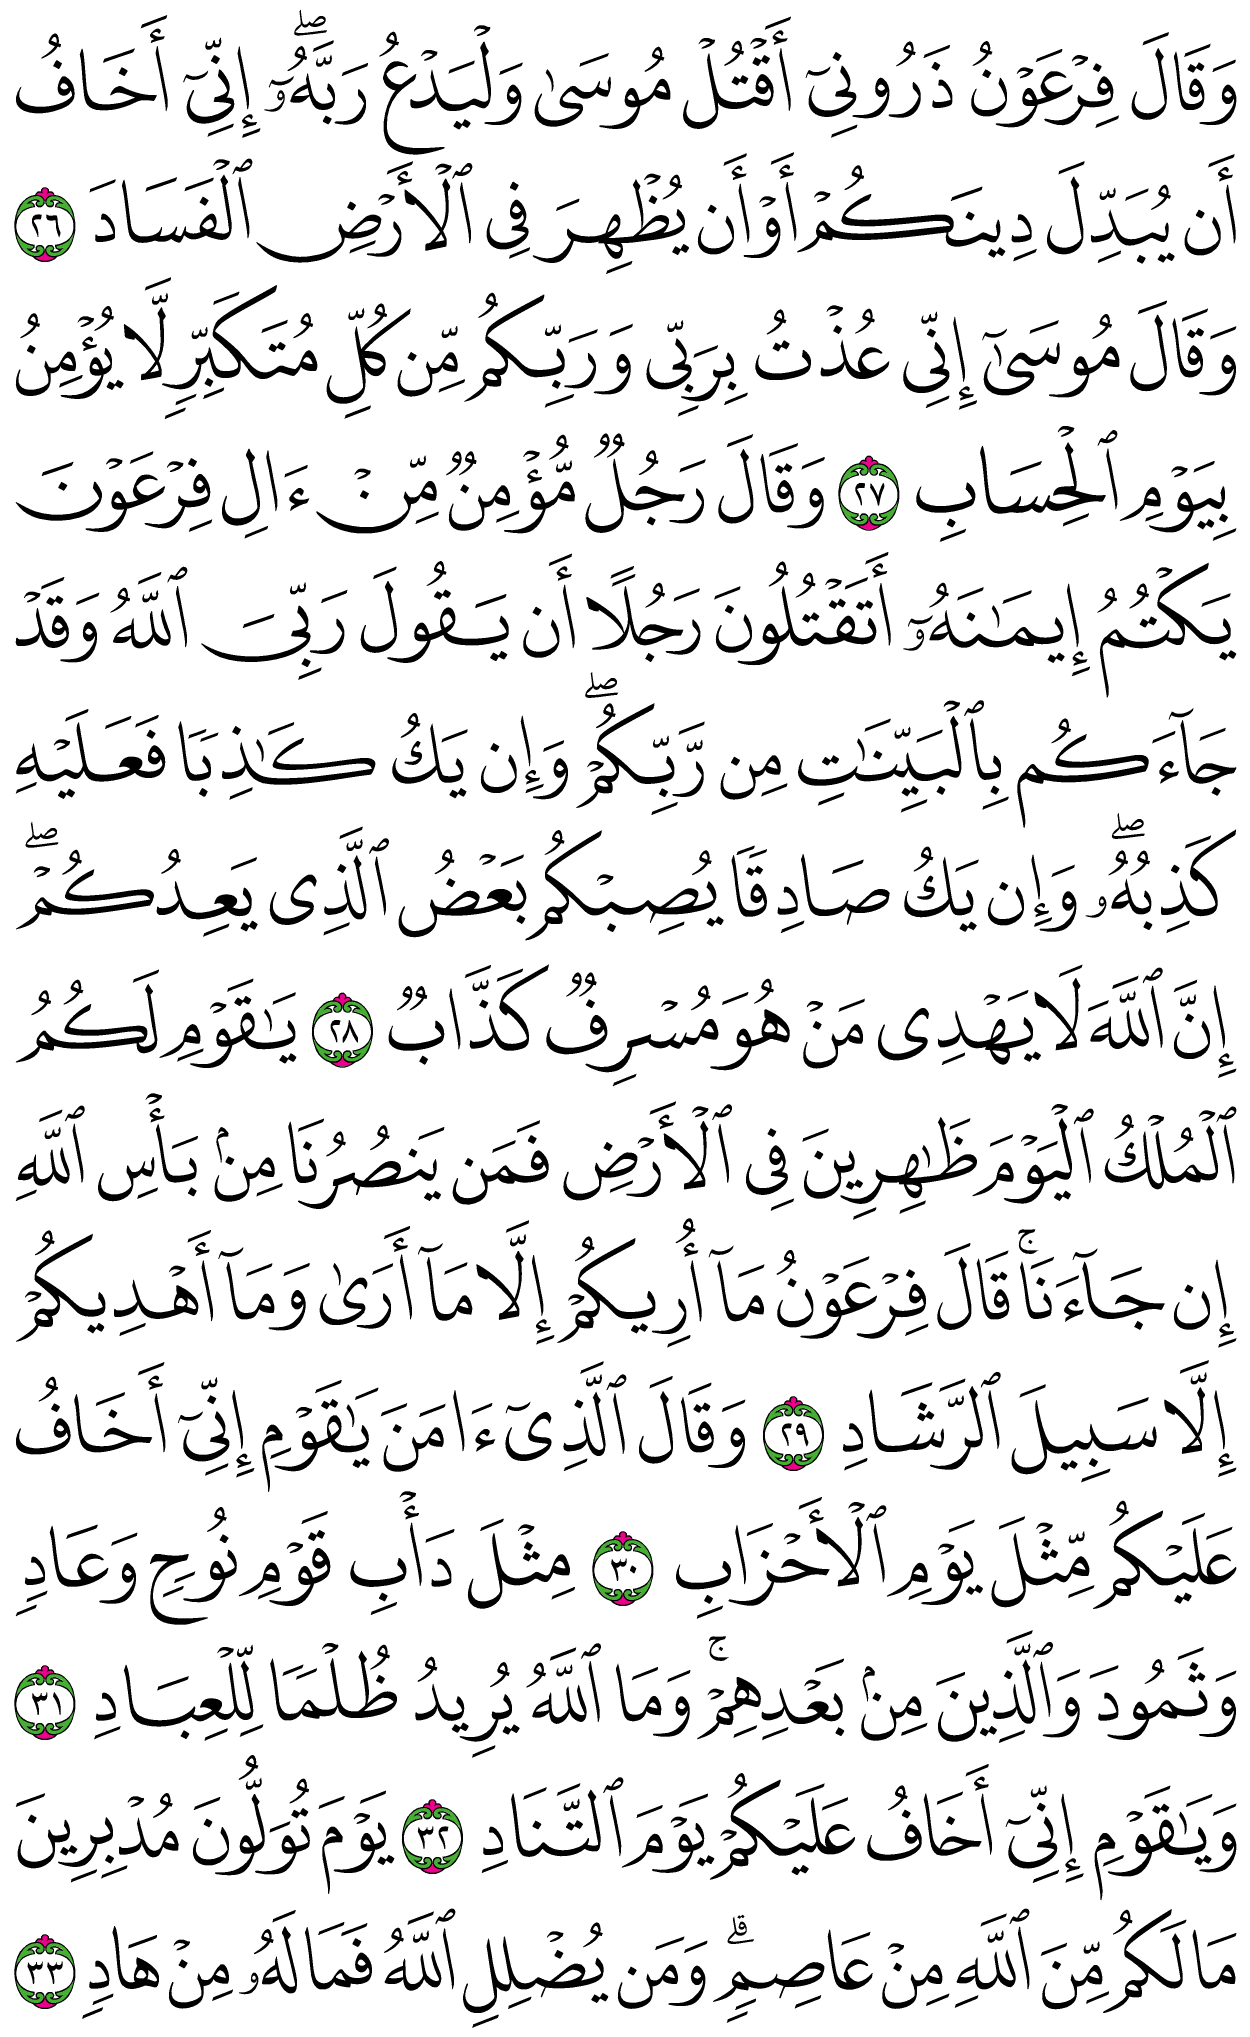 وَقَالَ فِرْعَوْنُ ذَرُونِىٓ أَقْتُلْ مُوسَىٰ وَلْيَدْعُ رَبَّهُۥٓ ۖ إِنِّىٓ أَخَافُ
أَن يُبَدِّلَ دِينَكُمْ أَوْ أَن يُظْهِرَ فِى ٱلْأَرْضِ ٱلْفَسَادَ ٢٦
وَقَالَ مُوسَىٰٓ إِنِّى عُذْتُ بِرَبِّى وَرَبِّكُم مِّن كُلِّ مُتَكَبِّرٍ لَّا يُؤْمِنُ
بِيَوْمِ ٱلْحِسَابِ ٢٧ وَقَالَ رَجُلٌ مُّؤْمِنٌ مِّنْ ءَالِ فِرْعَوْنَ
يَكْتُمُ إِيمَـٰنَهُۥٓ أَتَقْتُلُونَ رَجُلًا أَن يَقُولَ رَبِّىَ ٱللَّهُ وَقَدْ
جَآءَكُم بِٱلْبَيِّنَـٰتِ مِن رَّبِّكُمْ ۖ وَإِن يَكُ كَـٰذِبًا فَعَلَيْهِ
كَذِبُهُۥ ۖ وَإِن يَكُ صَادِقًا يُصِبْكُم بَعْضُ ٱلَّذِى يَعِدُكُمْ ۖ
إِنَّ ٱللَّهَ لَا يَهْدِى مَنْ هُوَ مُسْرِفٌ كَذَّابٌ ٢٨ يَـٰقَوْمِ لَكُمُ
ٱلْمُلْكُ ٱلْيَوْمَ ظَـٰهِرِينَ فِى ٱلْأَرْضِ فَمَن يَنصُرُنَا مِنۢ بَأْسِ ٱللَّهِ
إِن جَآءَنَا ۚ قَالَ فِرْعَوْنُ مَآ أُرِيكُمْ إِلَّا مَآ أَرَىٰ وَمَآ أَهْدِيكُمْ
إِلَّا سَبِيلَ ٱلرَّشَادِ ٢٩ وَقَالَ ٱلَّذِىٓ ءَامَنَ يَـٰقَوْمِ إِنِّىٓ أَخَافُ
عَلَيْكُم مِّثْلَ يَوْمِ ٱلْأَحْزَابِ ٣٠ مِثْلَ دَأْبِ قَوْمِ نُوحٍ وَعَادٍ
وَثَمُودَ وَٱلَّذِينَ مِنۢ بَعْدِهِمْ ۚ وَمَا ٱللَّهُ يُرِيدُ ظُلْمًا لِّلْعِبَادِ ٣١
وَيَـٰقَوْمِ إِنِّىٓ أَخَافُ عَلَيْكُمْ يَوْمَ ٱلتَّنَادِ ٣٢ يَوْمَ تُوَلُّونَ مُدْبِرِينَ
مَا لَكُم مِّنَ ٱللَّهِ مِنْ عَاصِمٍ ۗ وَمَن يُضْلِلِ ٱللَّهُ فَمَا لَهُۥ مِنْ هَادٍ ٣٣